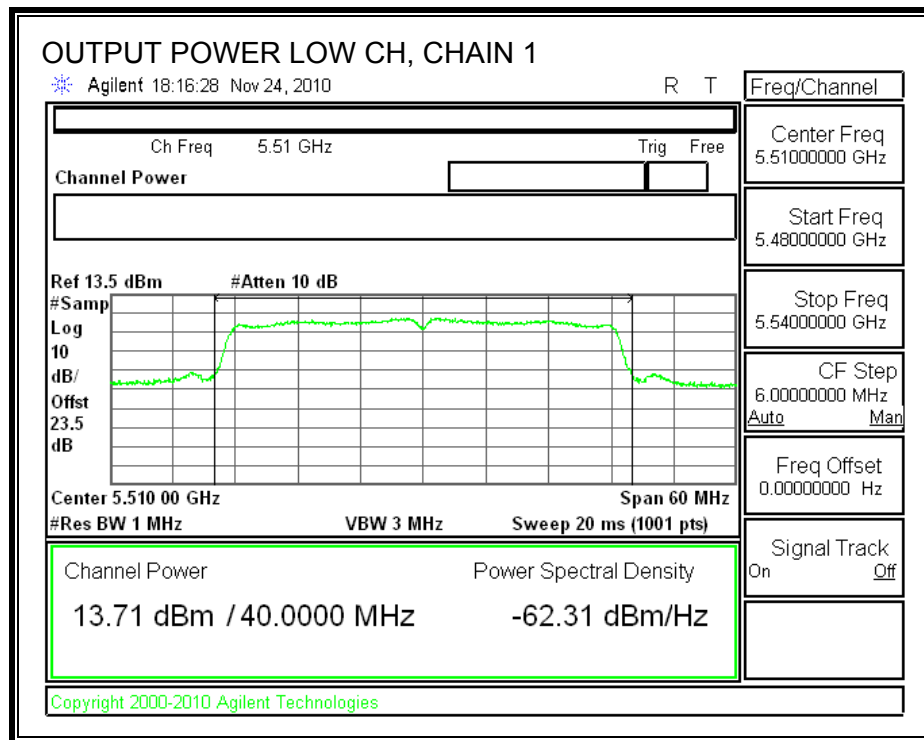 OUTPUT POWER LOW CH, CHAIN 1
Agilent 18:16:28 Nov 24, 2010 R T
Freq/Channel
Ch Freq 5.51 GHz Trig Free
Channel Power
Center Freq
5.51000000 GHz
Start Freq
5.48000000 GHz
Stop Freq
5.54000000 GHz
CF Step
6.00000000 MHz
Auto Man
Freq Offset
0.00000000 Hz
Signal Track
On Off
Ref 13.5 dBm #Atten 10 dB
#Samp
Log
10
dB/
Offst
23.5
dB
Center 5.510 00 GHz Span 60 MHz
#Res BW 1 MHz VBW 3 MHz Sweep 20 ms (1001 pts)
Channel Power Power Spectral Density
13.71 dBm / 40.0000 MHz -62.31 dBm/Hz
Copyright 2000-2010 Agilent Technologies